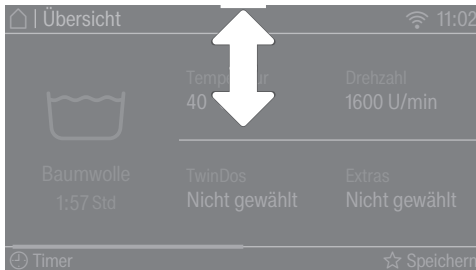 Übersicht 11:02
Temperatur Drehzahl
40 1600 U/min
Baumwolle TwinDos Extras
1:57 Std Nicht gewählt Nicht gewählt
Timer Speichern